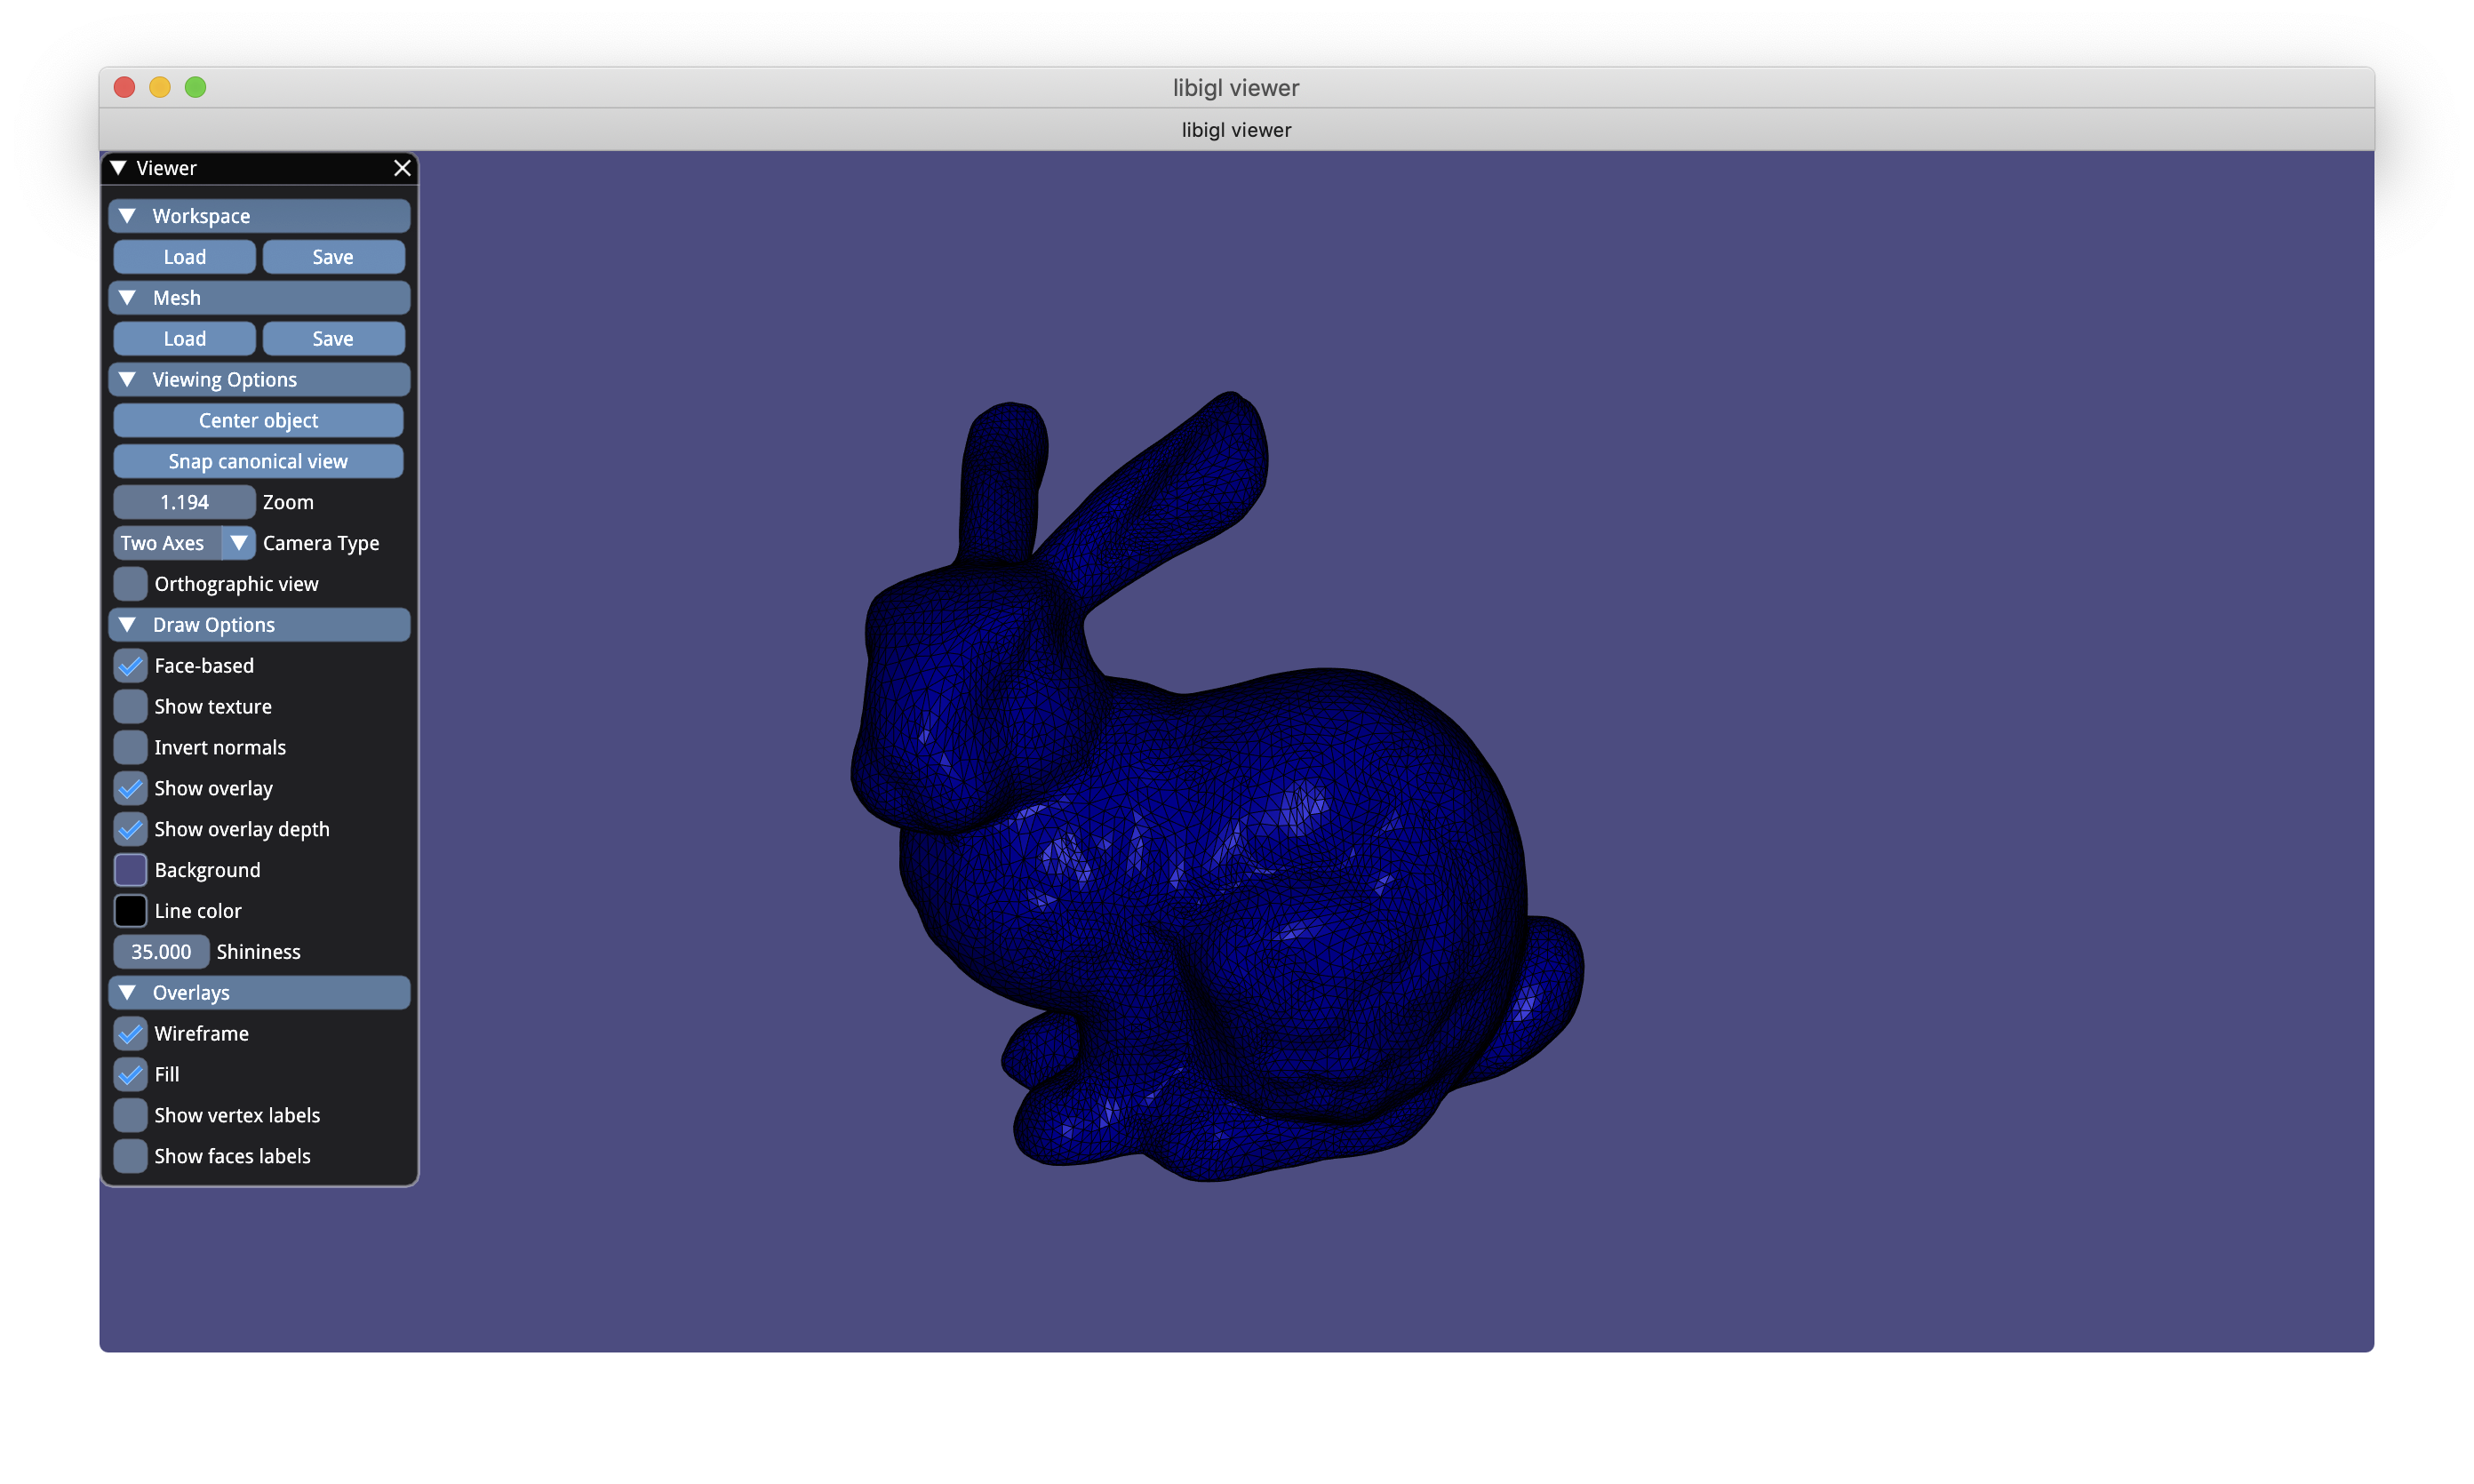 libigl viewer
libigl viewer
Viewer
Workspace
Load Save
Mesh
Load Save
Viewing Options
Center object
Snap canonical view
1.194 Zoom
Two Axes Camera Type
Orthographic view
Draw Options
Face-based
Show texture
Invert normals
Show overlay
Show overlay depth
Background
Line color
35.000 Shininess
Overlays
Wireframe
Fill
Show vertex labels
Show faces labels